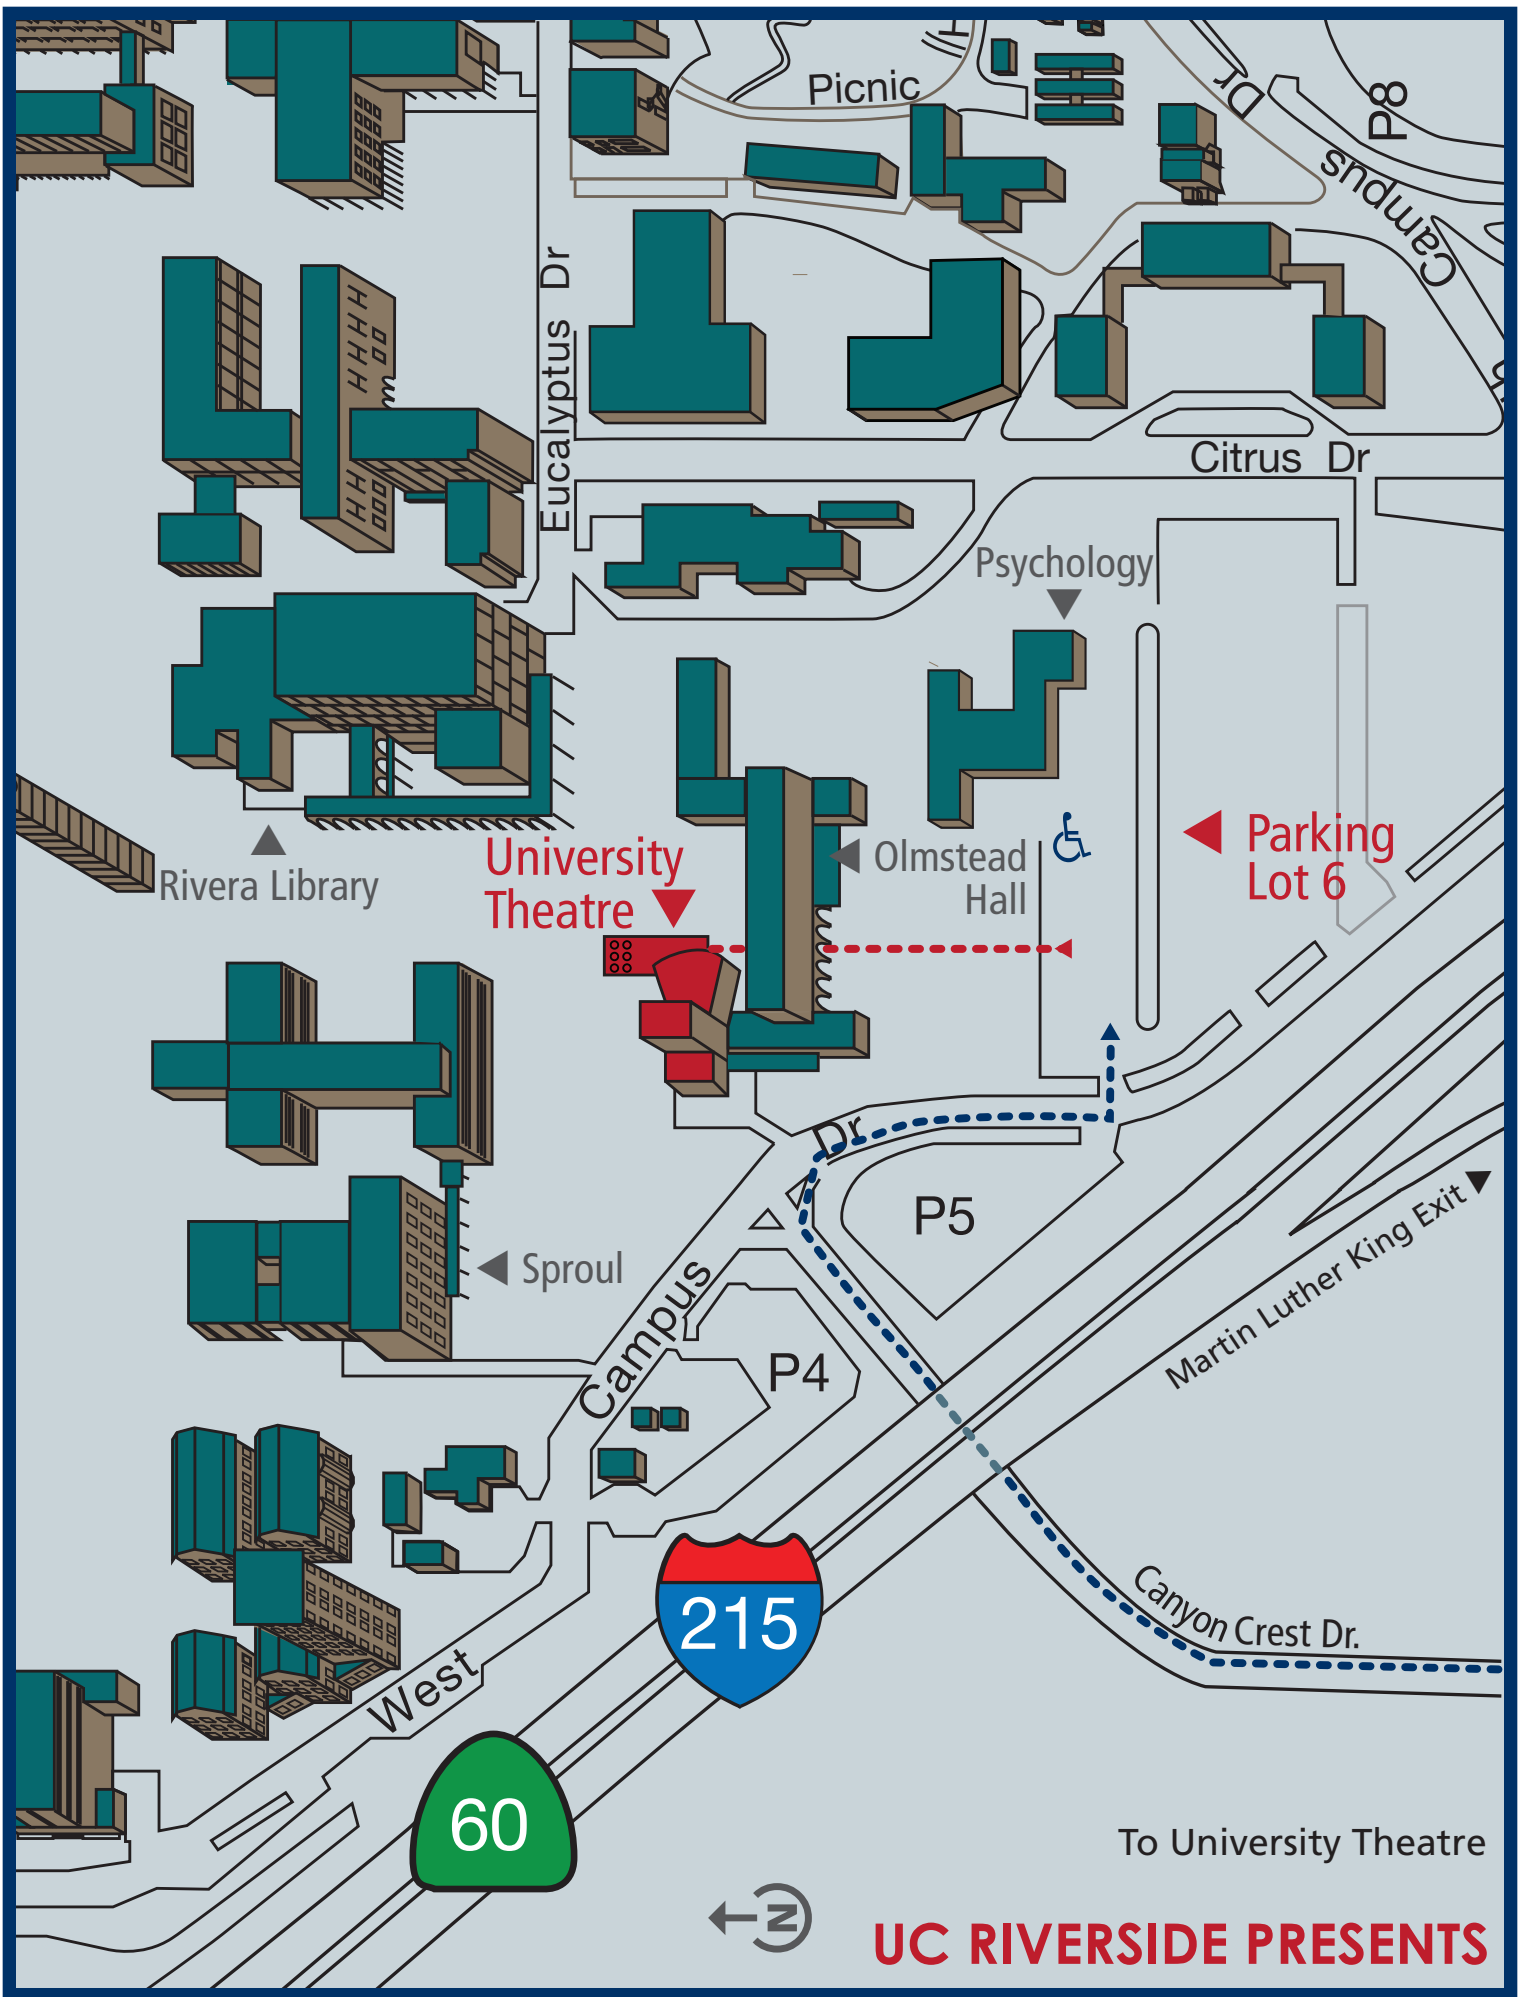 Picnic
Dr
P8
Campus
Eucalyptus Dr
Citrus Dr
Psychology
Parking
Lot 6
University
Theatre
Olmstead
Hall
Rivera Library
Dr
P5
Sproul
Campus
P4
Martin Luther King Exit
215
Canyon Crest Dr.
West
60
To University Theatre
N
UC RIVERSIDE PRESENTS